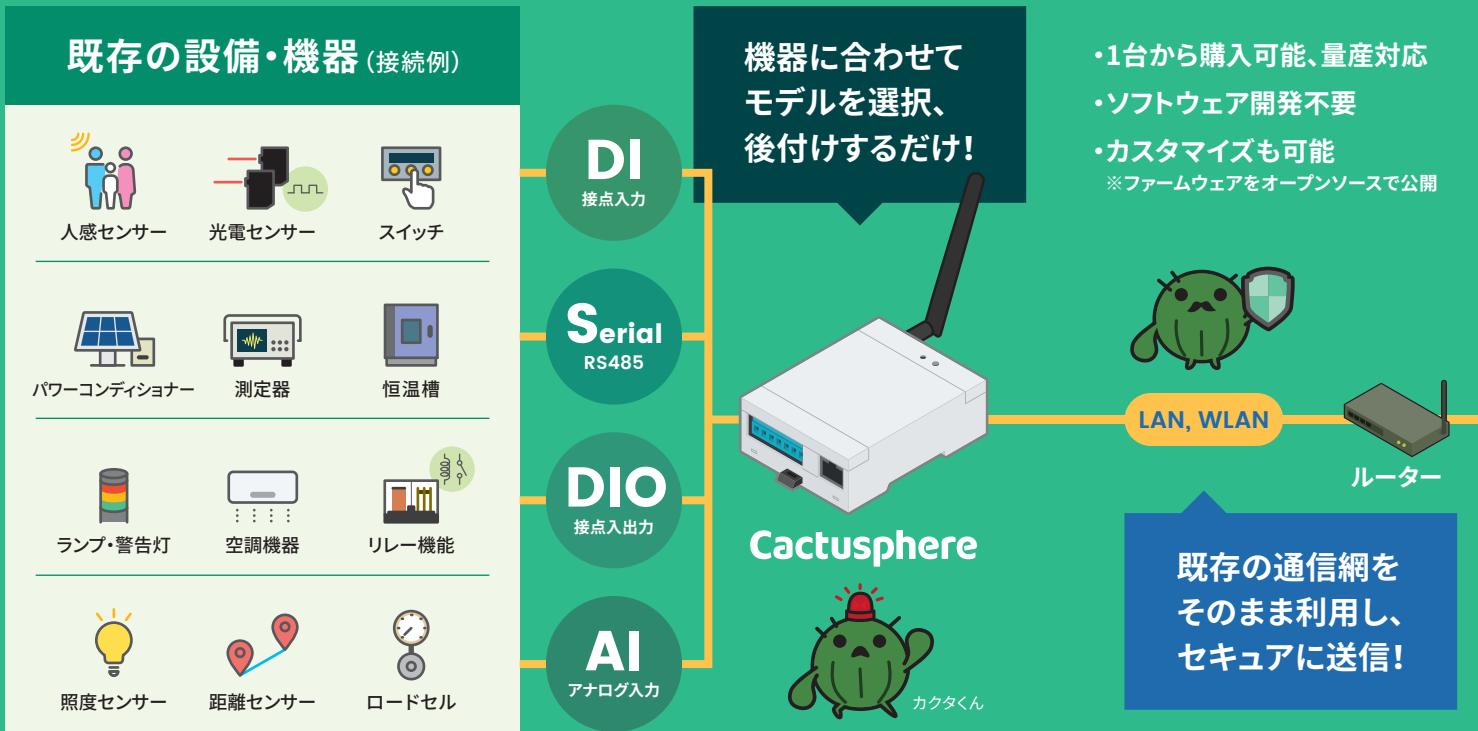 既存の設備・機器（接続例）
人感センサー
光電センサー
スイッチ
パワーコンディショナー
測定器
恒温槽
ランプ・警告灯
空調機器
リレー機能
照度センサー
距離センサー
ロードセル
DI
接点入力
Serial
RS485
DIO
接点入出力
AI
アナログ入力
機器に合わせて
モデルを選択、
後付けするだけ！
Cactusphere
カクタくん
・1台から購入可能、量産対応
・ソフトウェア開発不要
・カスタマイズも可能
※ファームウェアをオープンソースで公開
LAN, WLAN
ルーター
既存の通信網を
そのまま利用し、
セキュアに送信！